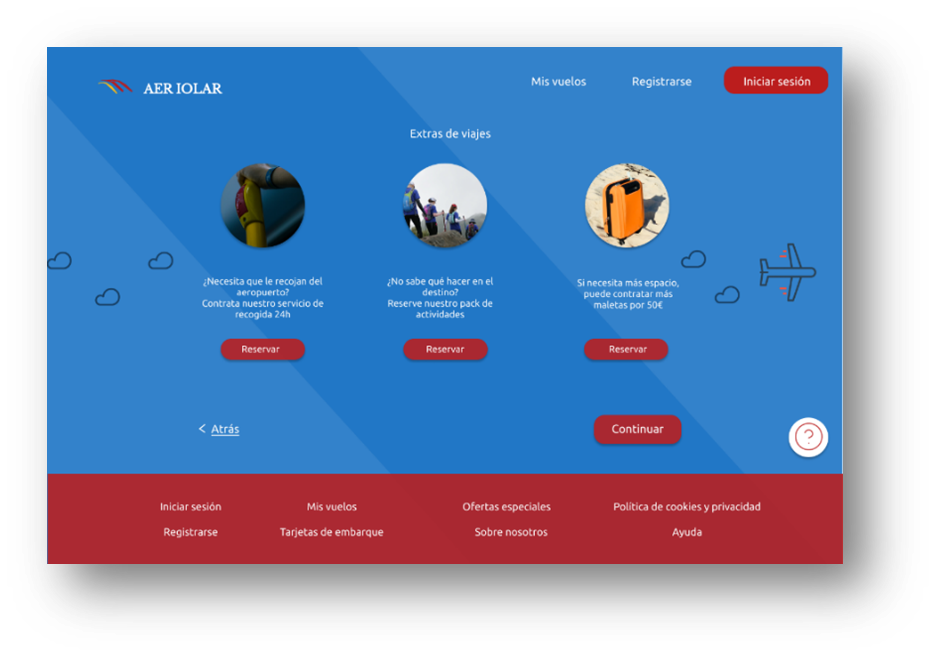 AER IOLAR
Mis vuelos
Registrarse
Iniciar sesión
Extras de viajes
¿Necesita que le recojan del
aeropuerto?
Contrata nuestro servicio de
recogida 24h
¿No sabe qué hacer en el
destino?
Reserve nuestro pack de
actividades
Si necesita más espacio,
puede contratar más
maletas por 50€
Reservar
Reservar
Reservar
< Atrás
Continuar
?
Iniciar sesión
Mis vuelos
Ofertas especiales
Política de cookies y privacidad
Registrarse
Tarjetas de embarque
Sobre nosotros
Ayuda